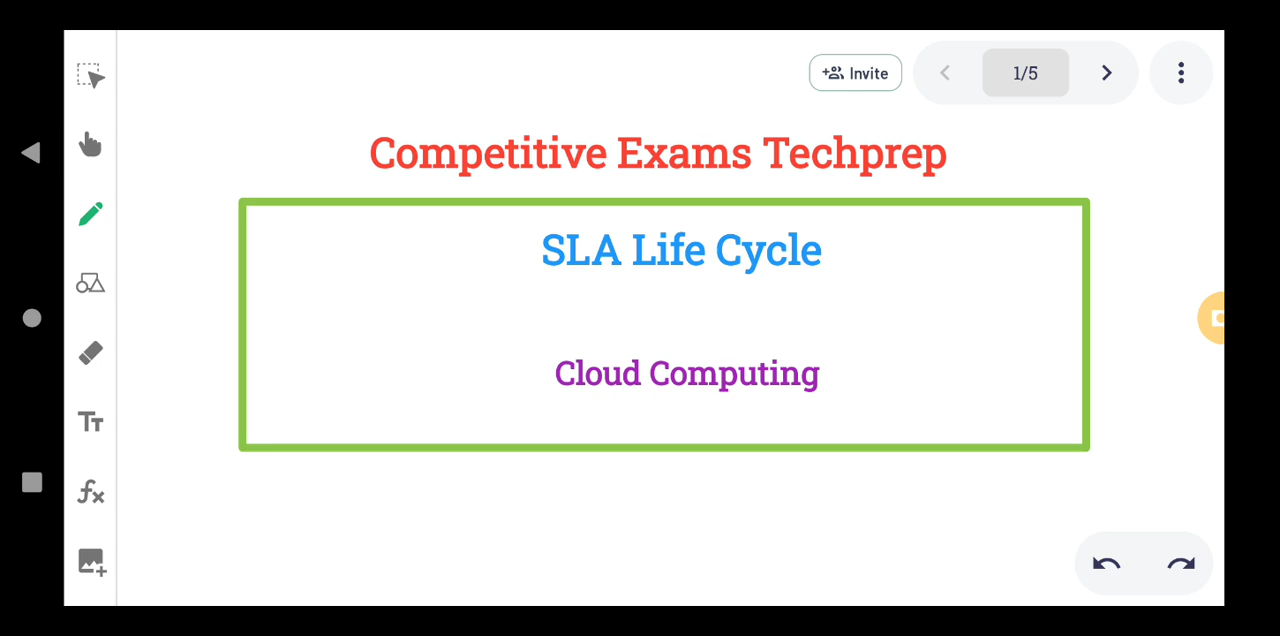 Invite
1/5
Competitive Exams Techprep
SLA Life Cycle
Cloud Computing